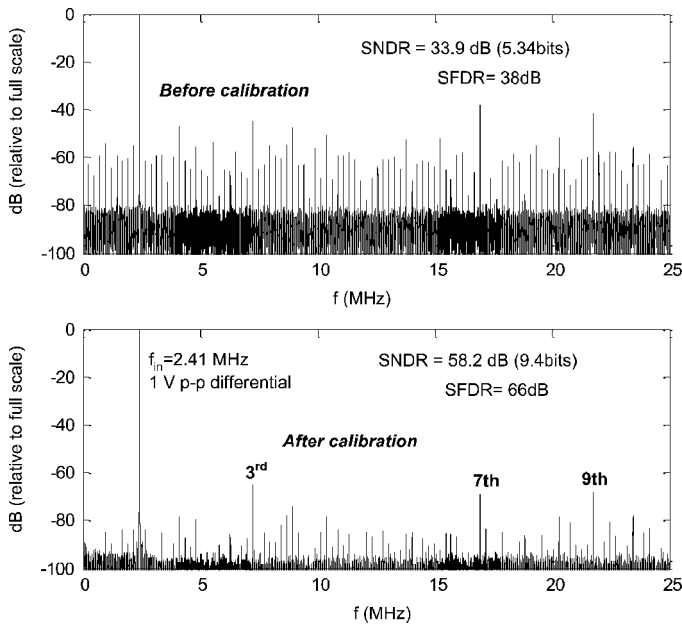 0
-20
-40
-60
-80
-100
dB (relative to full scale)
SNDR = 33.9 dB (5.34bits)
SFDR= 38dB
Before calibration
0 5 10 15 20 25
f (MHz)
0
-20
-40
-60
-80
-100
dB (relative to full scale)
fin=2.41 MHz
1 V p-p differential
SNDR = 58.2 dB (9.4bits)
SFDR= 66dB
After calibration
3rd
7th
9th
0 5 10 15 20 25
f (MHz)